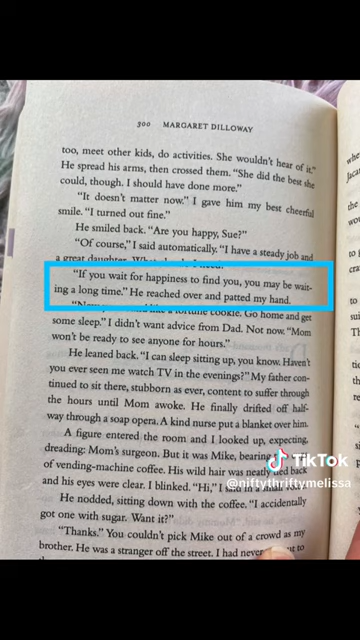 300 MARGARET DILLOWAY
too, meet other kids, do activities. She wouldn't hear of it."
He spread his arms, then crossed them. "She did the best she
could, though. I should have done more."
"It doesn't matter now." I gave him my best cheerful
smile. "I turned out fine."
He smiled back. "Are you happy, Sue?"
"Of course," I said automatically. "I have a steady job and
a great daughter.
"If you wait for happiness to find you, you may be wait-
ing a long time." He reached over and patted my hand.
fortune cookie. Go home and get
some sleep." I didn't want advice from Dad. Not now. "Mom
won't be ready to see anyone for hours."
He leaned back. "I can sleep sitting up, you know. Haven't
you ever seen me watch TV in the evenings?" My father con-
tinued to sit there, stubborn as ever, content to suffer through
the hours until Mom awoke. He finally drifted off half-
way through a soap opera. A kind nurse put a blanket over him.
A figure entered the room and I looked up, expecting,
dreading: Mom's surgeon. But it was Mike, bearing
of vending-machine coffee. His wild hair was neatly tied back
and his eyes were clear. I blinked. "Hi," I said in a small
He nodded, sitting down with the coffee. "I accidentally
got one with sugar. Want it?"
"Thanks." You couldn't pick Mike out of a crowd as my
brother. He was a stranger off the street. I had never to
TikTok
@niftythriftymelissa